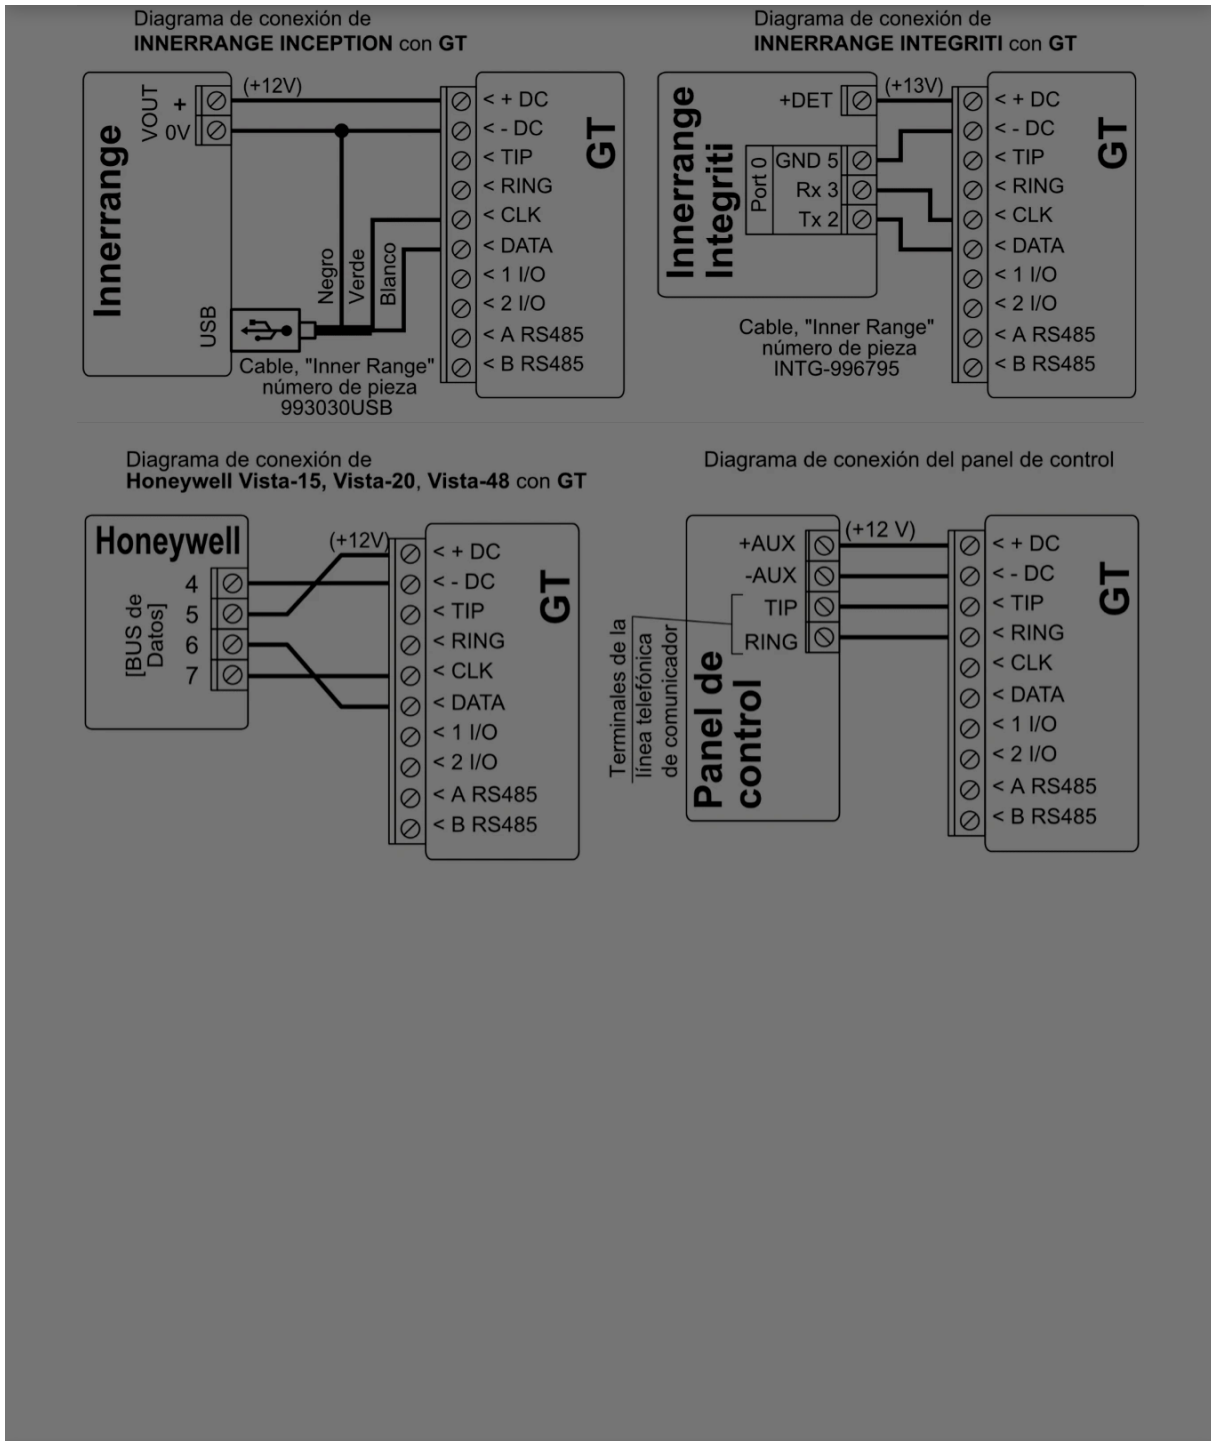 Diagrama de conexión de
INNERRANGE INCEPTION con GT
Innerrange
VOUT
+
0V
(+12V)
USB
Negro
Verde
Blanco
Cable, "Inner Range"
número de pieza
993030USB
< + DC
< - DC
< TIP
< RING
< CLK
< DATA
< 1 I/O
< 2 I/O
< A RS485
< B RS485
GT
Diagrama de conexión de
INNERRANGE INTEGRITI con GT
Innerrange
Integriti
+DET
(+13V)
Port 0
GND 5
Rx 3
Tx 2
Cable, "Inner Range"
número de pieza
INTG-996795
< + DC
< - DC
< TIP
< RING
< CLK
< DATA
< 1 I/O
< 2 I/O
< A RS485
< B RS485
GT
Diagrama de conexión de
Honeywell Vista-15, Vista-20, Vista-48 con GT
Honeywell
[BUS de
Datos]
4
5
6
7
(+12V)
< + DC
< - DC
< TIP
< RING
< CLK
< DATA
< 1 I/O
< 2 I/O
< A RS485
< B RS485
GT
Diagrama de conexión del panel de control
+AUX
-AUX
TIP
RING
(+12 V)
Terminales de la
línea telefónica
de comunicador
Panel de
control
< + DC
< - DC
< TIP
< RING
< CLK
< DATA
< 1 I/O
< 2 I/O
< A RS485
< B RS485
GT